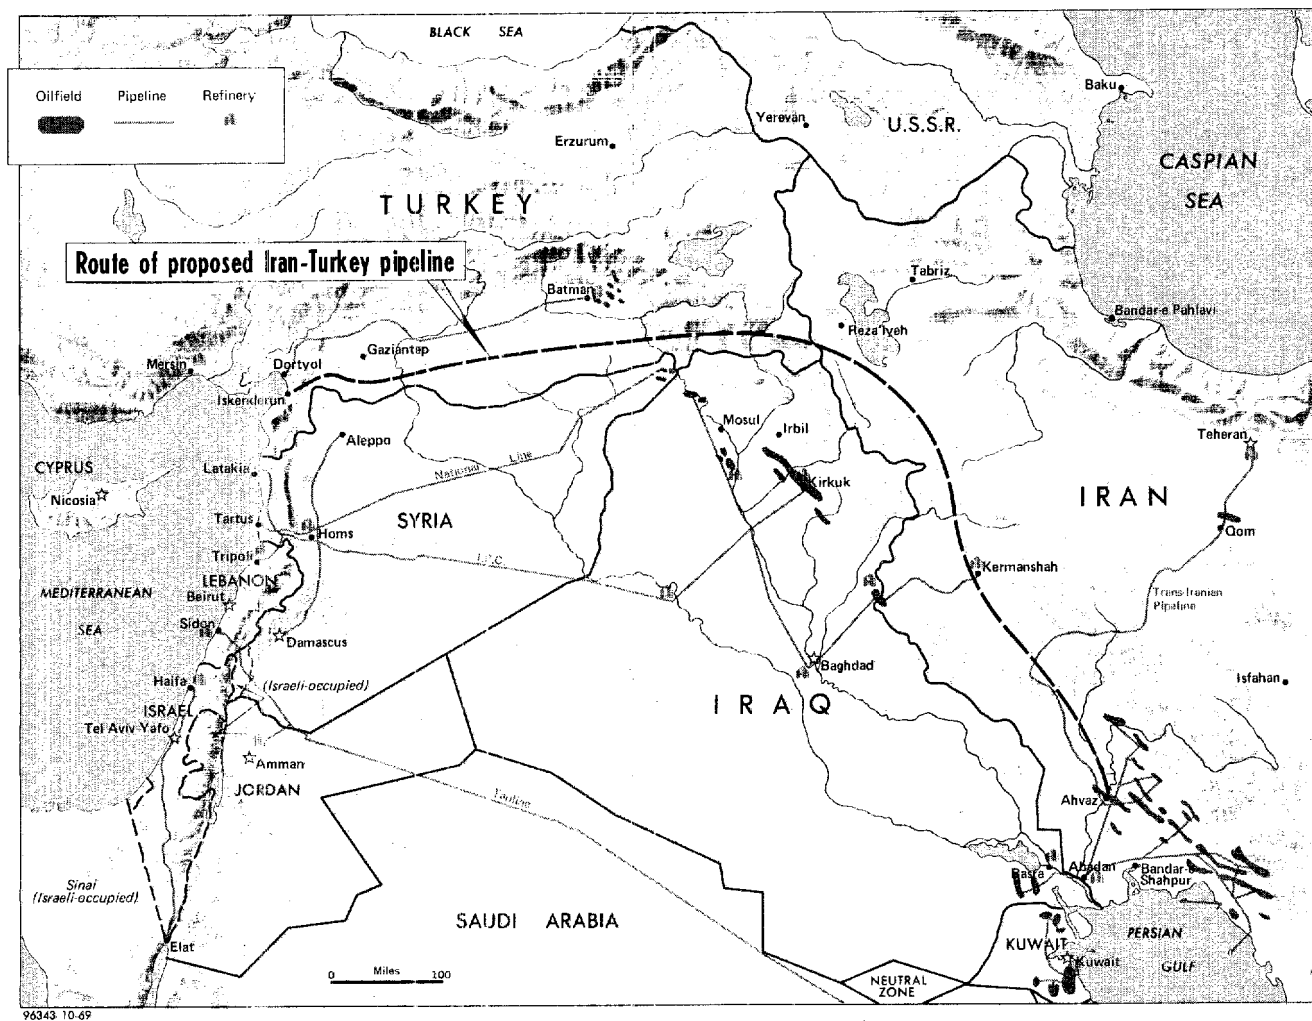 BLACK SEA
Oilfield Pipeline Refinery
Baku
Yerevan
U.S.S.R.
Erzurum
CASPIAN
SEA
TURKEY
Route of proposed Iran-Turkey pipeline
Tabriz
Batman
Bandar-e Pahlavi
Reza'iyeh
Gaziantep
Mersin
Dortyol
Iskenderun
Mosul
Irbil
Aleppo
Teheran
CYPRUS
Latakia
National Line
Kirkuk
Nicosia
IRAN
Tartus
SYRIA
Homs
Qom
Tripoli
I.P.C.
Kermanshah
LEBANON
MEDITERRANEAN
SEA
Beirut
Trans-Iranian
Pipeline
Sidon
Damascus
Baghdad
Haifa
(Israeli-occupied)
Isfahan
ISRAEL
IRAQ
Tel Aviv-Yafo
Amman
JORDAN
Tapline
Ahvaz
Basra
Abadan
Bandar-e
Shahpur
Sinai
(Israeli-occupied)
SAUDI ARABIA
PERSIAN
GULF
Elat
KUWAIT
Kuwait
0 Miles 100
NEUTRAL
ZONE
96343 10-69